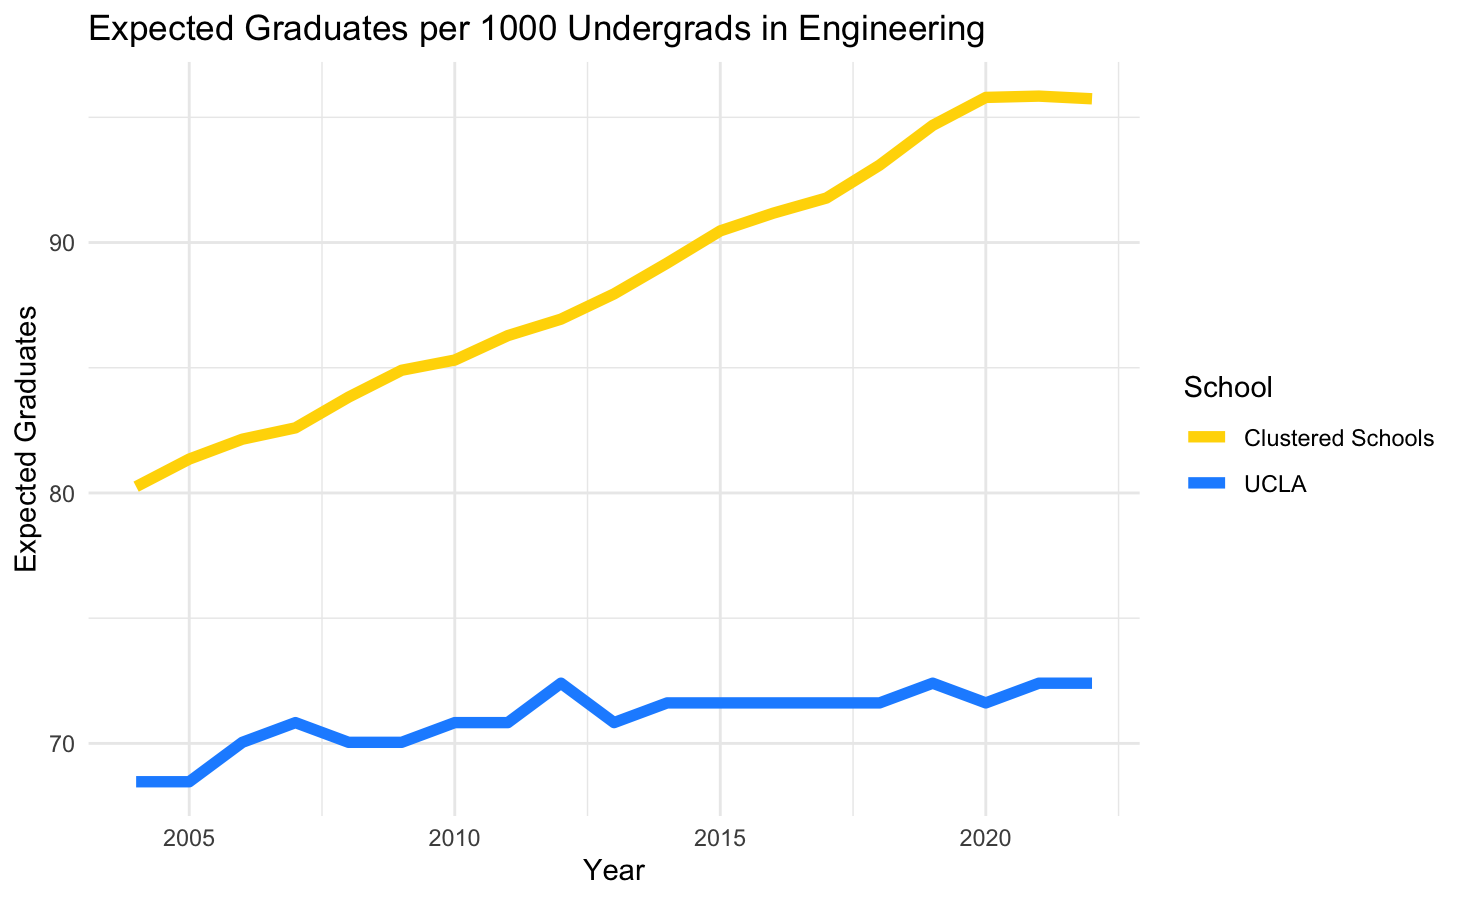 Expected Graduates per 1000 Undergrads in Engineering
Expected Graduates
90
80
70
2005
2010
2015
2020
Year
School
Clustered Schools
UCLA